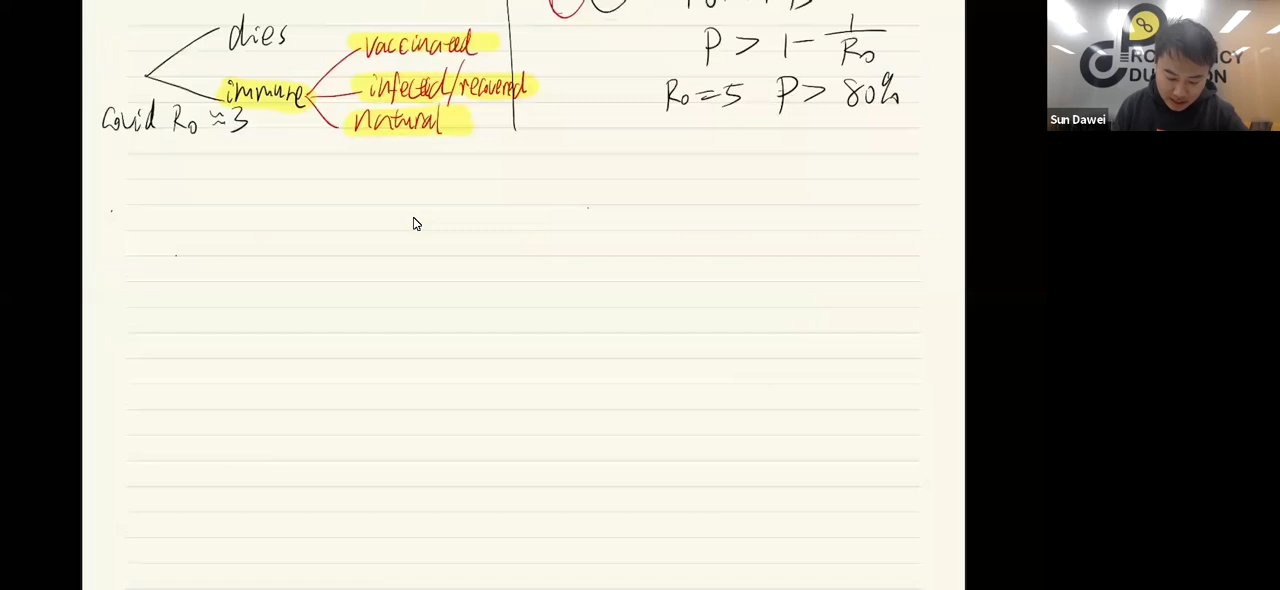 dies
immune
vaccinated
infected/recovered
natural
Covid R₀ ≈ 3
P > 1 - 1/R₀
R₀ = 5 P > 80%
Sun Dawei